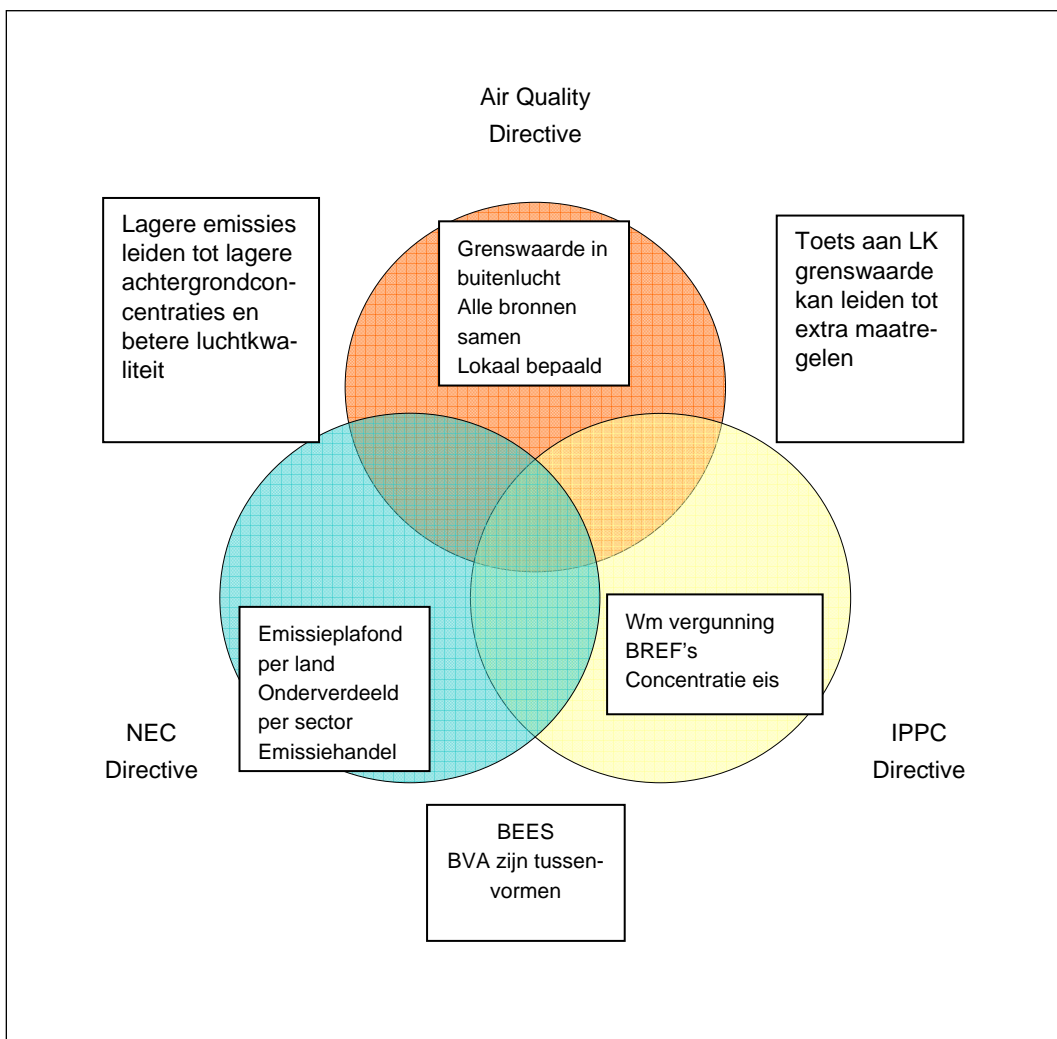 Air Quality
Directive
Lagere emissies
leiden tot lagere
achtergrondcon-
centraties en
betere luchtkwa-
liteit
Grenswaarde in
buitenlucht
Alle bronnen
samen
Lokaal bepaald
Toets aan LK
grenswaarde
kan leiden tot
extra maatre-
gelen
Emissieplafond
per land
Onderverdeeld
per sector
Emissiehandel
Wm vergunning
BREF’s
Concentratie eis
NEC
Directive
IPPC
Directive
BEES
BVA zijn tussen-
vormen